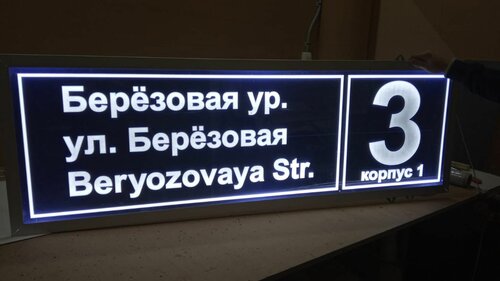 Берёзовая ур.
ул. Берёзовая
Beryozovaya Str.
3
корпус 1